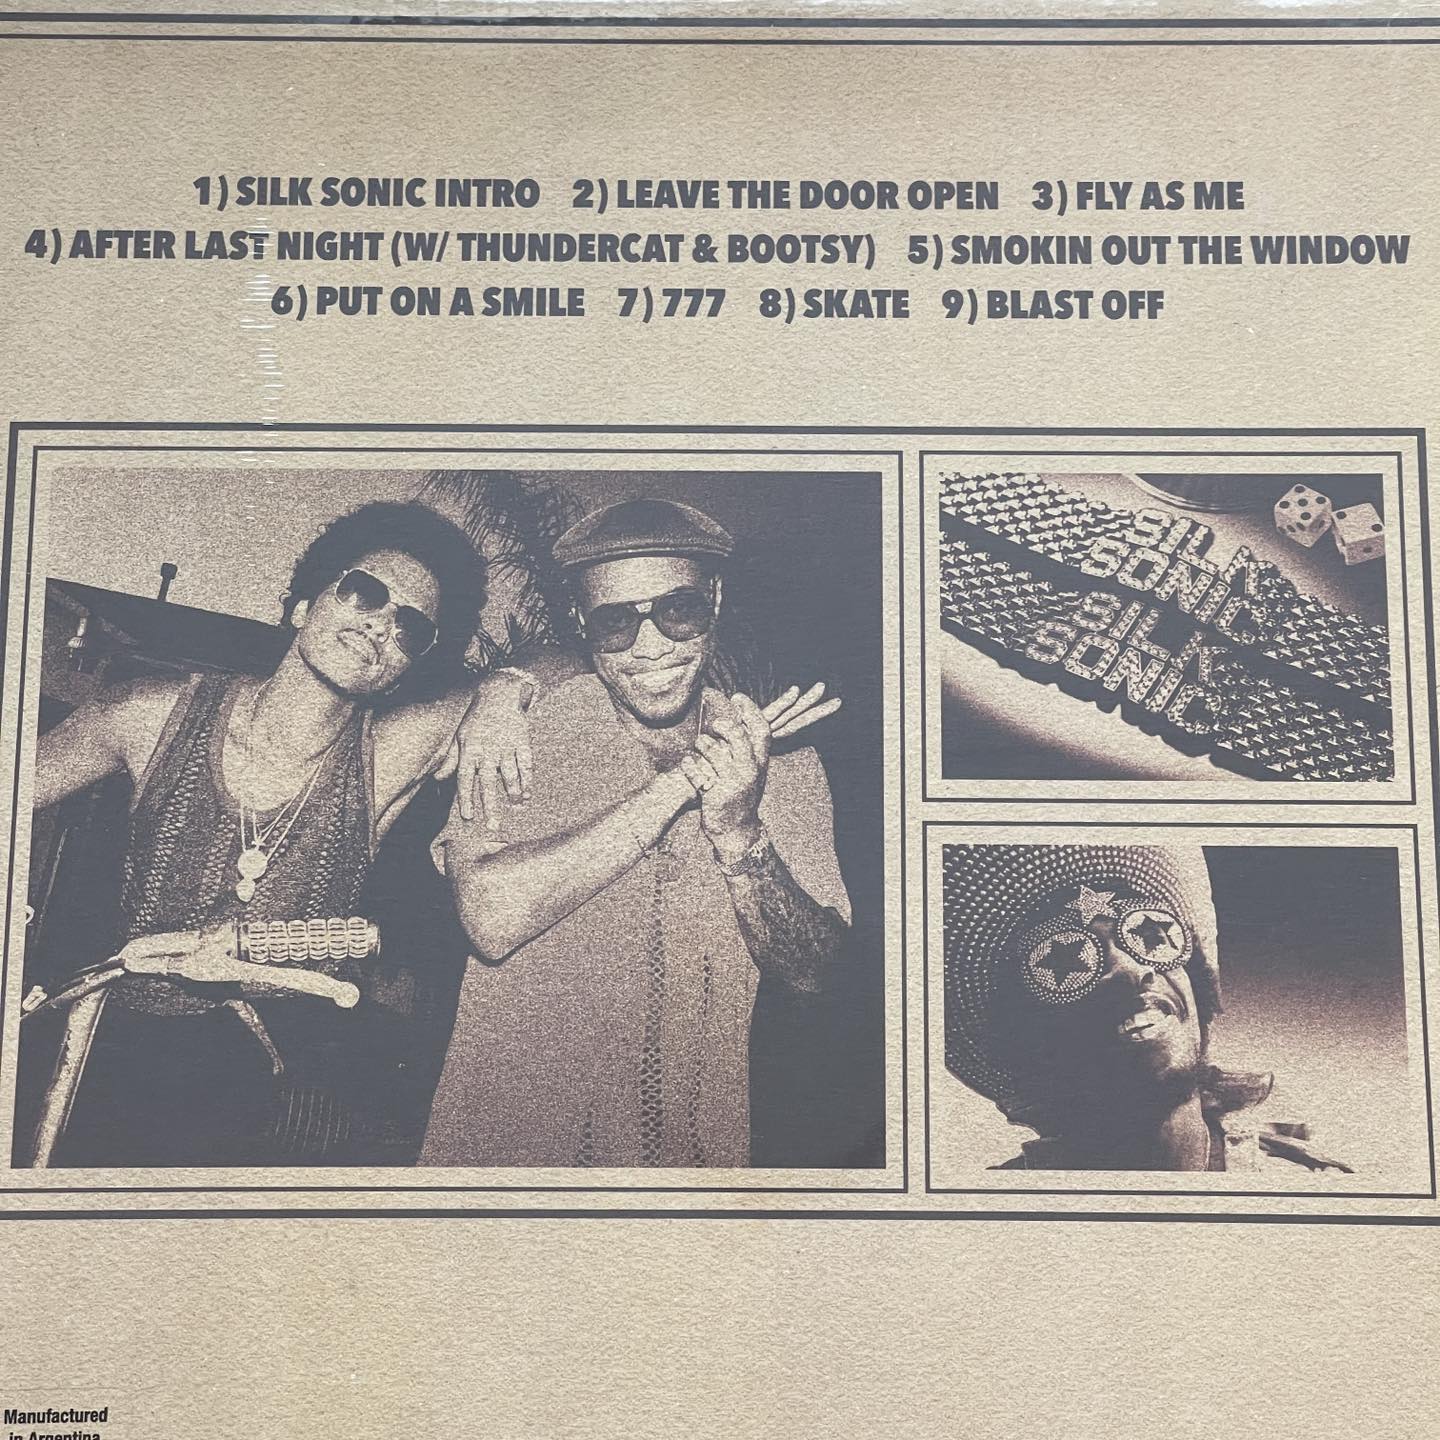 1) SILK SONIC INTRO 2) LEAVE THE DOOR OPEN 3) FLY AS ME
4) AFTER LAST NIGHT (W/ THUNDERCAT & BOOTSY) 5) SMOKIN OUT THE WINDOW
6) PUT ON A SMILE 7) 777 8) SKATE 9) BLAST OFF
SILK
SONIC
SILK
SONIC
Manufactured
in Argentina